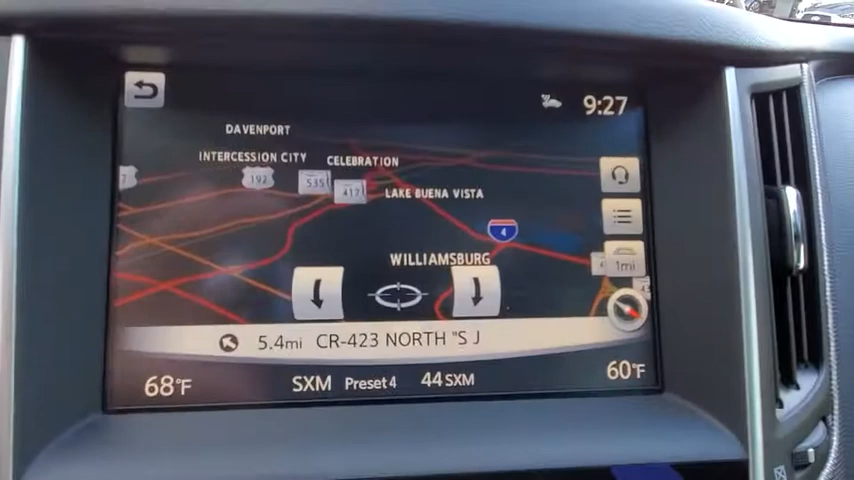 9:27
DAVENPORT
INTERCESSION CITY
CELEBRATION
192
535
417
LAKE BUENA VISTA
4
WILLIAMSBURG
1mi
5.4mi CR-423 NORTH "S J
68°F
SXM Preset 4 44 SXM
60°F